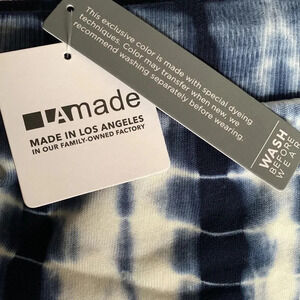 LAmade
MADE IN LOS ANGELES
IN OUR FAMILY-OWNED FACTORY
This exclusive color is made with special dyeing
techniques. Color may transfer when new, we
recommend washing separately before wearing.
WASH
BEFORE
WEAR